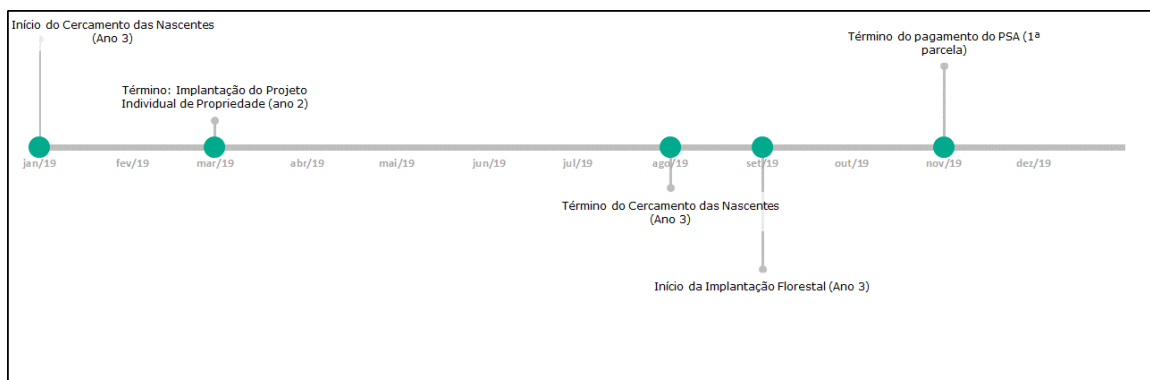 Início do Cercamento das Nascentes
(Ano 3)
Término do pagamento do PSA (1ª
parcela)
Término: Implantação do Projeto
Individual de Propriedade (ano 2)
jan/19
fev/19
mar/19
abr/19
mai/19
jun/19
jul/19
ago/19
set/19
out/19
nov/19
dez/19
Término do Cercamento das Nascentes
(Ano 3)
Início da Implantação Florestal (Ano 3)